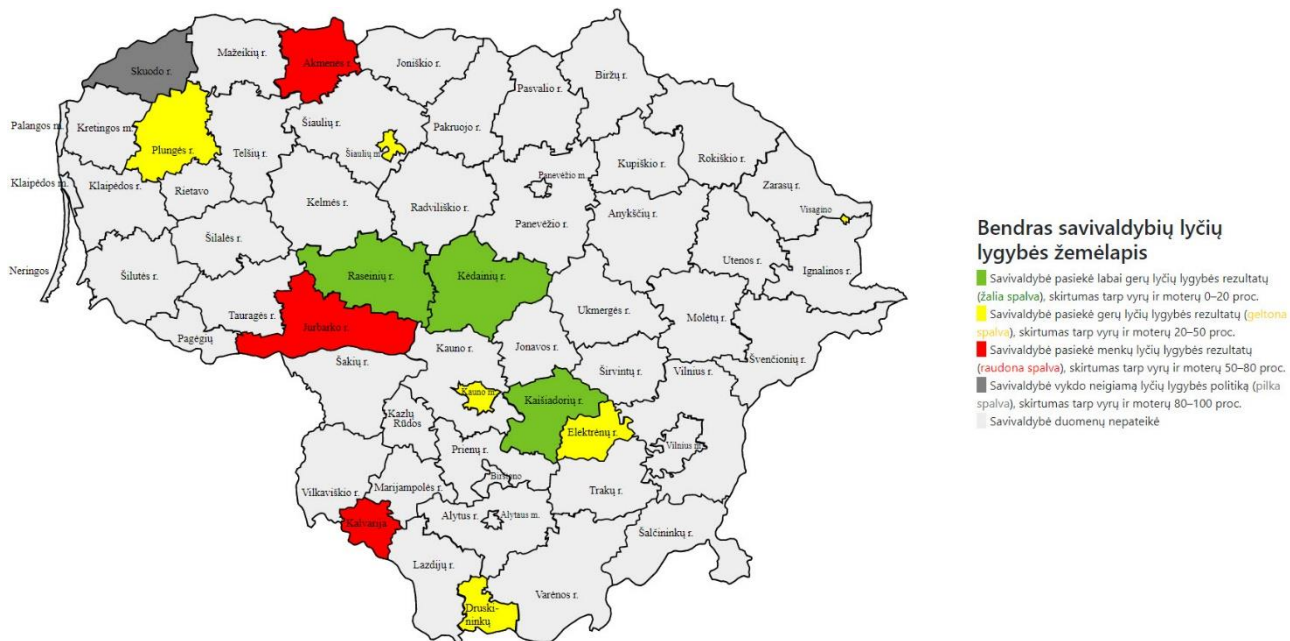 Skuodo r.
Mažeikių r.
Akmenės r.
Joniškio r.
Pasvalio r.
Biržų r.
Palangos m.
Kretingos m.
Plungės r.
Telšių r.
Šiaulių r.
Šiaulių m.
Pakruojo r.
Kupiškio r.
Rokiškio r.
Zarasų r.
Visagino
Klaipėdos m.
Klaipėdos r.
Rietavo
Kelmės r.
Radviliškio r.
Panevėžio m.
Panevėžio r.
Anykščių r.
Utenos r.
Ignalinos r.
Neringos
Šilutės r.
Šilalės r.
Raseinių r.
Kėdainių r.
Ukmergės r.
Molėtų r.
Tauragės r.
Jurbarko r.
Pagėgių
Šakių r.
Kauno r.
Jonavos r.
Širvintų r.
Vilniaus r.
Švenčionių r.
Kauno m.
Kaišiadorių r.
Kazlų
Rūdos
Elektrėnų r.
Vilnius m.
Prienų r.
Birštono
Vilkaviškio r.
Marijampolės r.
Trakų r.
Kalvarija
Alytus r.
Alytaus m.
Šalčininkų r.
Lazdijų r.
Varėnos r.
Druski-
ninkų
Bendras savivaldybių lyčių
lygybės žemėlapis
Savivaldybė pasiekė labai gerų lyčių lygybės rezultatų
(žalia spalva), skirtumas tarp vyrų ir moterų 0–20 proc.
Savivaldybė pasiekė gerų lyčių lygybės rezultatų (geltona
spalva), skirtumas tarp vyrų ir moterų 20–50 proc.
Savivaldybė pasiekė menkų lyčių lygybės rezultatų
(raudona spalva), skirtumas tarp vyrų ir moterų 50–80 proc.
Savivaldybė vykdo neigiamą lyčių lygybės politiką (pilka
spalva), skirtumas tarp vyrų ir moterų 80–100 proc.
Savivaldybė duomenų nepateikė